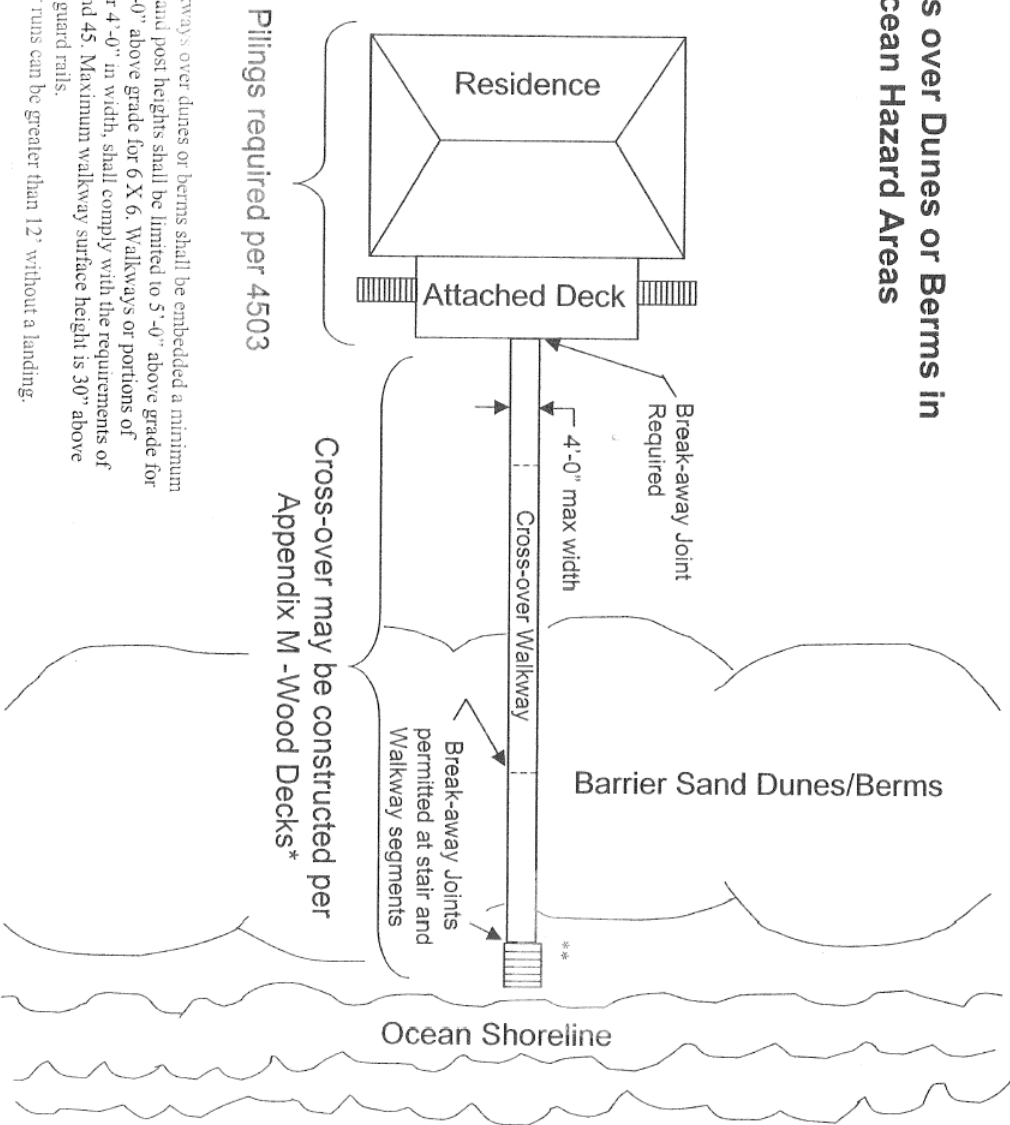 s over Dunes or Berms in
cean Hazard Areas
Residence
Attached Deck
Pilings required per 4503
Break-away Joint
Required
4'-0" max width
Cross-over Walkway
Barrier Sand Dunes/Berms
Cross-over may be constructed per
Appendix M -Wood Decks*
Break-away Joints
permitted at stair and
Walkway segments
**
Ocean Shoreline
ways over dunes or berms shall be embedded a minimum
and post heights shall be limited to 5'-0" above grade for
-0" above grade for 6 X 6. Walkways or portions of
r 4'-0" in width, shall comply with the requirements of
nd 45. Maximum walkway surface height is 30" above
guard rails.
runs can be greater than 12' without a landing.